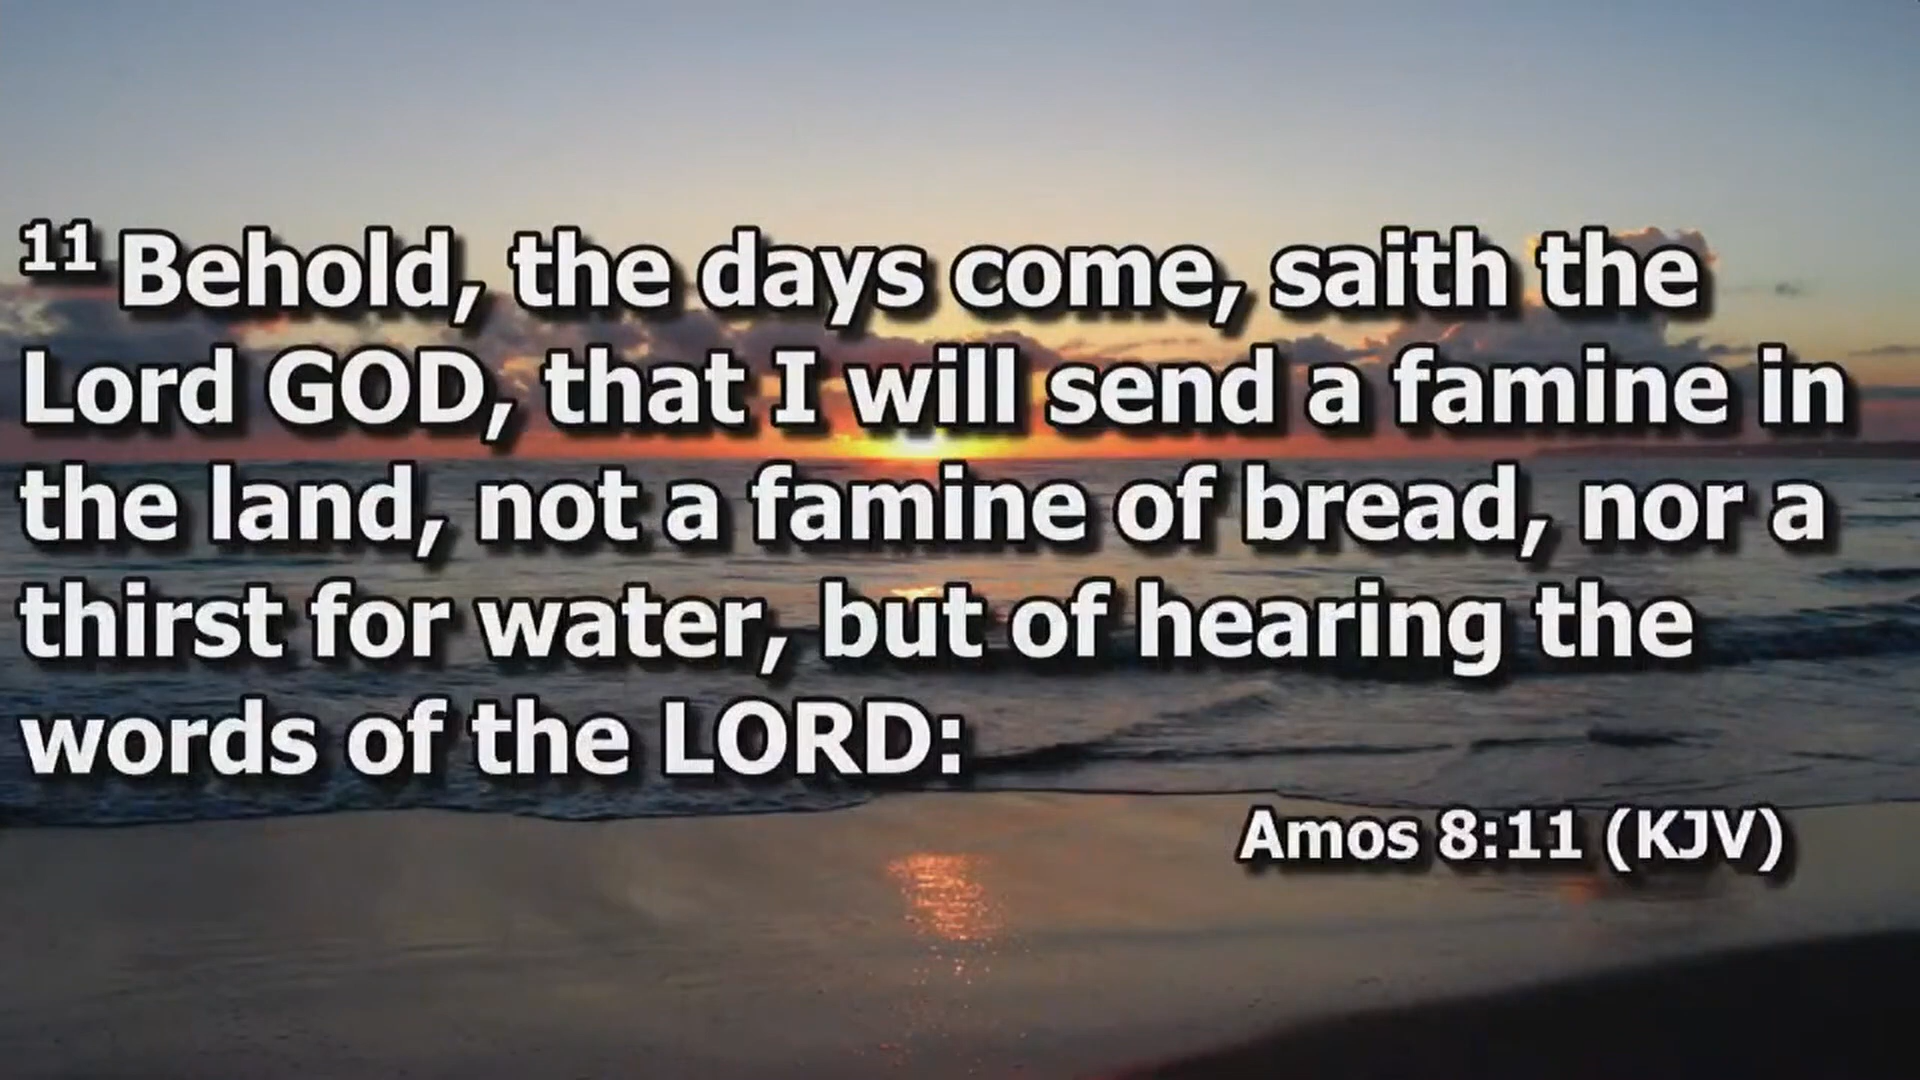 11 Behold, the days come, saith the
Lord GOD, that I will send a famine in
the land, not a famine of bread, nor a
thirst for water, but of hearing the
words of the LORD:
Amos 8:11 (KJV)